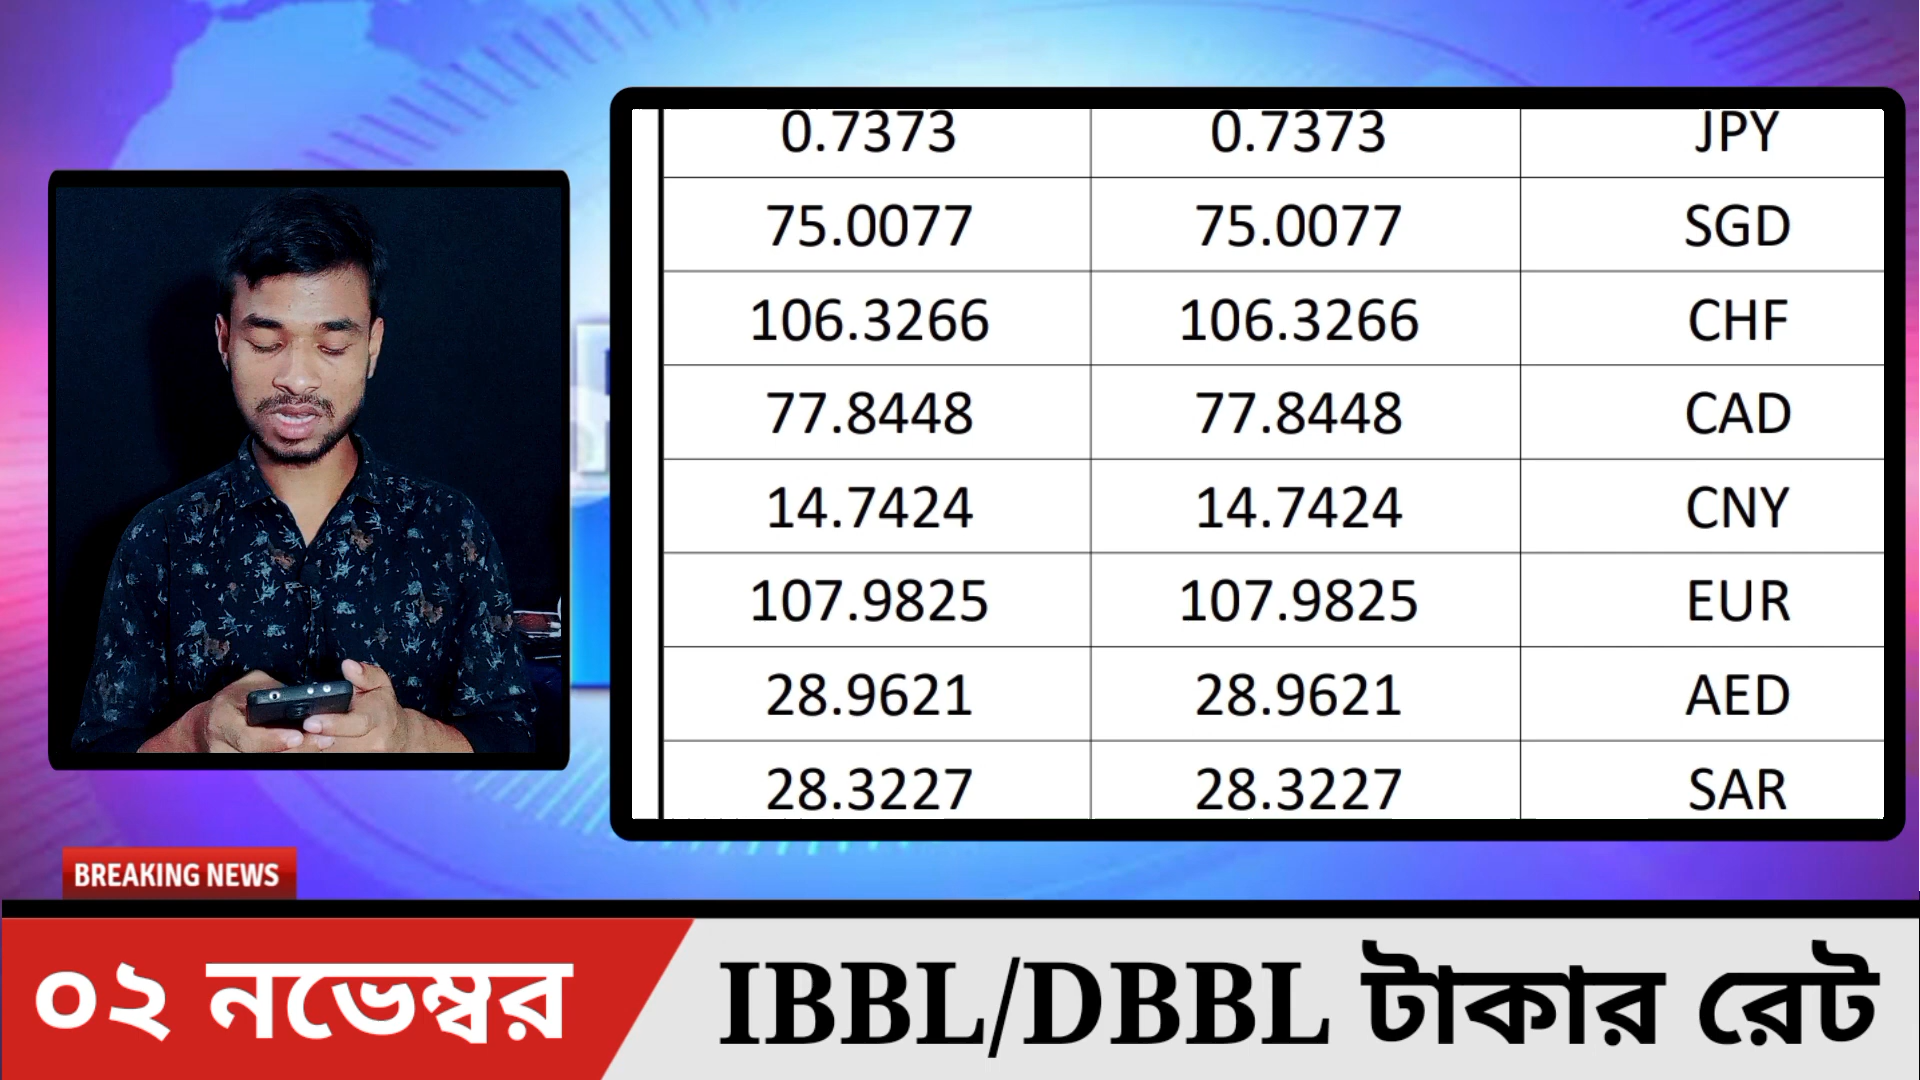 0.7373 0.7373 JPY
75.0077 75.0077 SGD
106.3266 106.3266 CHF
77.8448 77.8448 CAD
14.7424 14.7424 CNY
107.9825 107.9825 EUR
28.9621 28.9621 AED
28.3227 28.3227 SAR
BREAKING NEWS
০২ নভেম্বর
IBBL/DBBL টাকার রেট